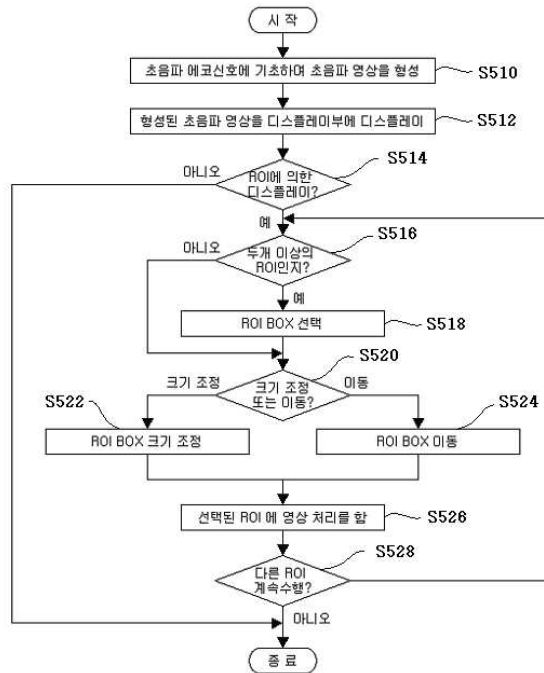 시 작
초음파 에코신호에 기초하며 초음파 영상을 형성
S510
형성된 초음파 영상을 디스플레이부에 디스플레이
S512
S514
아니오
ROI에 의한
디스플레이?
예
S516
아니오
두개 이상의
ROI인지?
예
ROI BOX 선택
S518
S520
크기 조정
크기 조정
또는 이동?
이동
S522
S524
ROI BOX 크기 조정
ROI BOX 이동
선택된 ROI 에 영상 처리를 함
S526
S528
다른 ROI
계속수행?
아니오
종 료